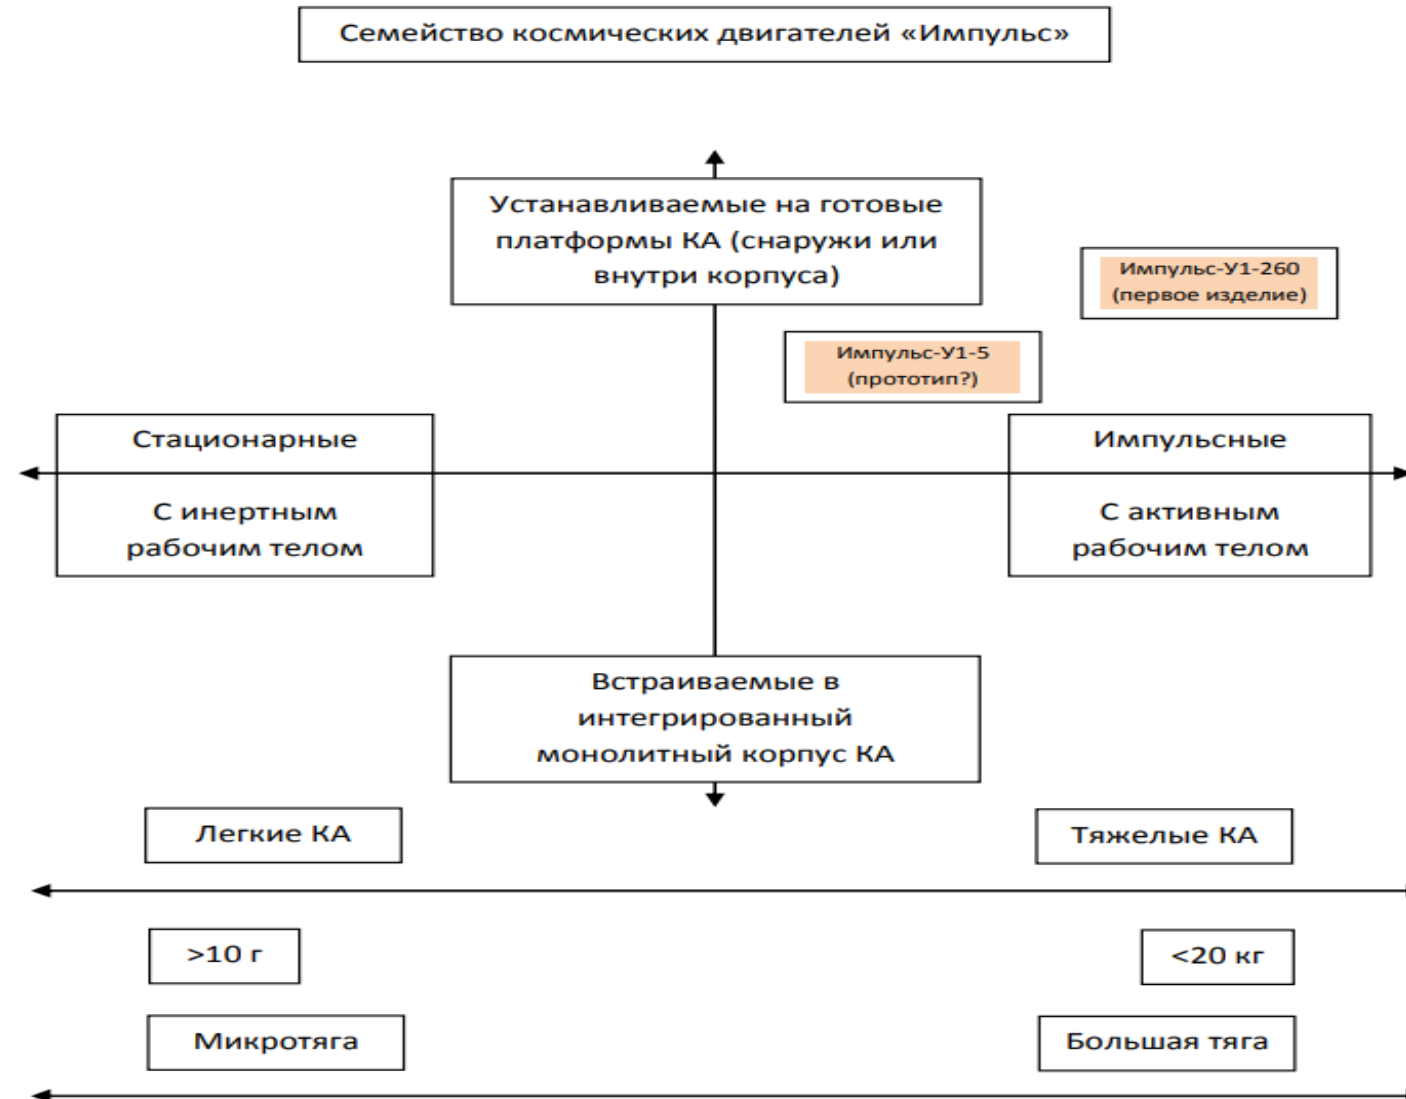 Семейство космических двигателей «Импульс»
Устанавливаемые на готовые
платформы КА (снаружи или
внутри корпуса)
Импульс-У1-260
(первое изделие)
Импульс-У1-5
(прототип?)
Стационарные
Импульсные
С инертным
рабочим телом
С активным
рабочим телом
Встраиваемые в
интегрированный
монолитный корпус КА
Легкие КА
Тяжелые КА
>10 г
<20 кг
Микротяга
Большая тяга